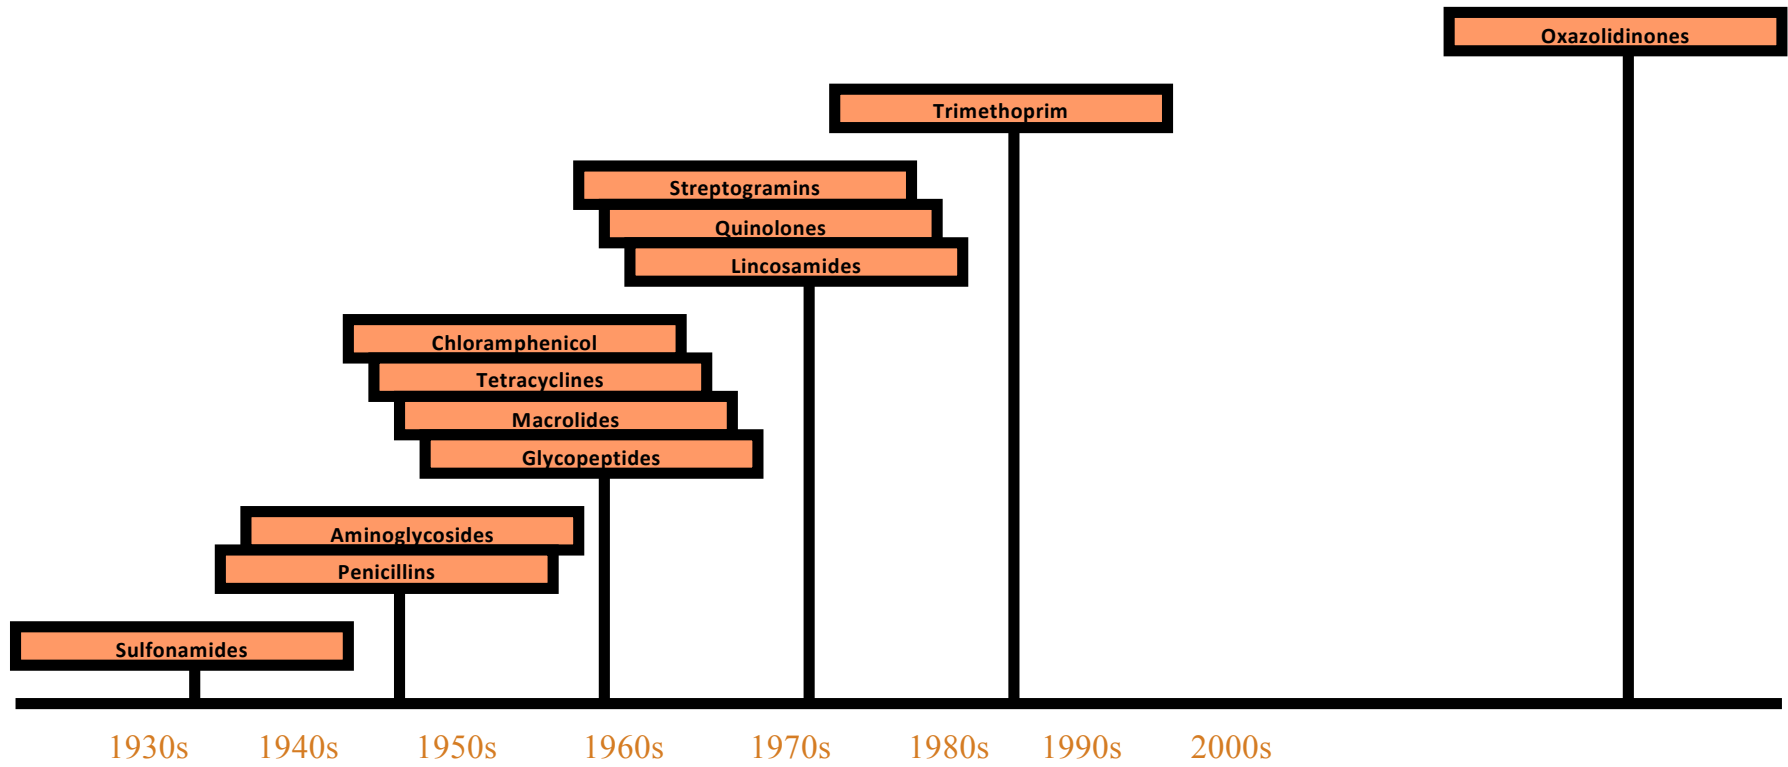 Oxazolidinones
Trimethoprim
Streptogramins
Quinolones
Lincosamides
Chloramphenicol
Tetracyclines
Macrolides
Glycopeptides
Aminoglycosides
Penicillins
Sulfonamides
1930s 1940s 1950s 1960s 1970s 1980s 1990s 2000s